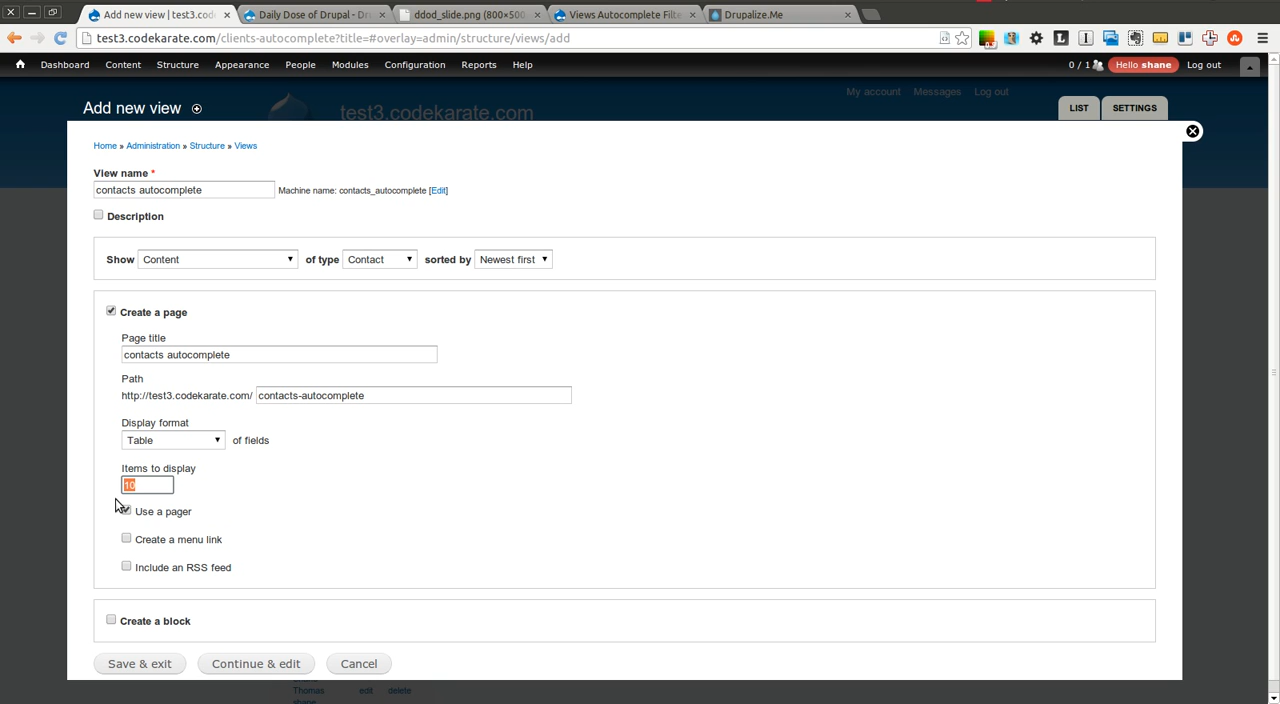 Add new view | test3.cod
Daily Dose of Drupal - Dr
ddod_slide.png (800×500
Views Autocomplete Filte
Drupalize.Me
test3.codekarate.com/clients-autocomplete?title=#overlay=admin/structure/views/add
Dashboard Content Structure Appearance People Modules Configuration Reports Help
0 / 1 Hello shane Log out
My account Messages Log out
Add new view
test3.codekarate.com
LIST SETTINGS
Home » Administration » Structure » Views
View name *
contacts autocomplete Machine name: contacts_autocomplete [Edit]
Description
Show Content of type Contact sorted by Newest first
Create a page
Page title
contacts autocomplete
Path
http://test3.codekarate.com/ contacts-autocomplete
Display format
Table of fields
Items to display
10
Use a pager
Create a menu link
Include an RSS feed
Create a block
Save & exit Continue & edit Cancel
Thomas edit delete
shane